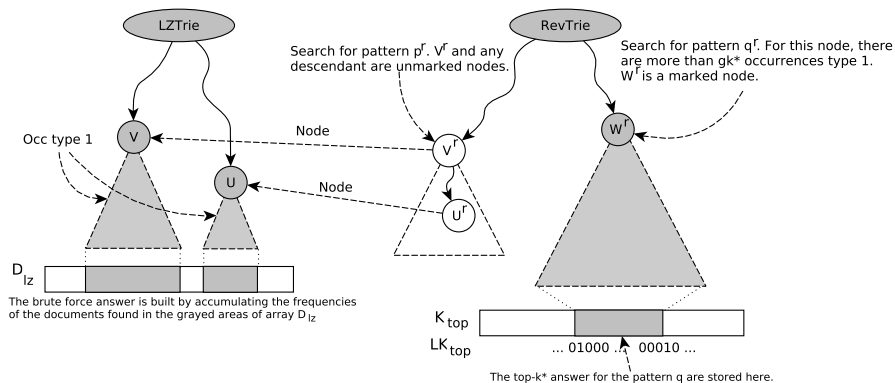 LZTrie
RevTrie
Search for pattern p^r. V^r and any
descendant are unmarked nodes.
Search for pattern q^r. For this node, there
are more than gk* occurrences type 1.
W^r is a marked node.
Occ type 1
V
Node
V^r
W^r
U
Node
U^r
D_lz
The brute force answer is built by accumulating the frequencies
of the documents found in the grayed areas of array D_lz
K_top
LK_top
... 01000 ... 00010 ...
The top-k* answer for the pattern q are stored here.